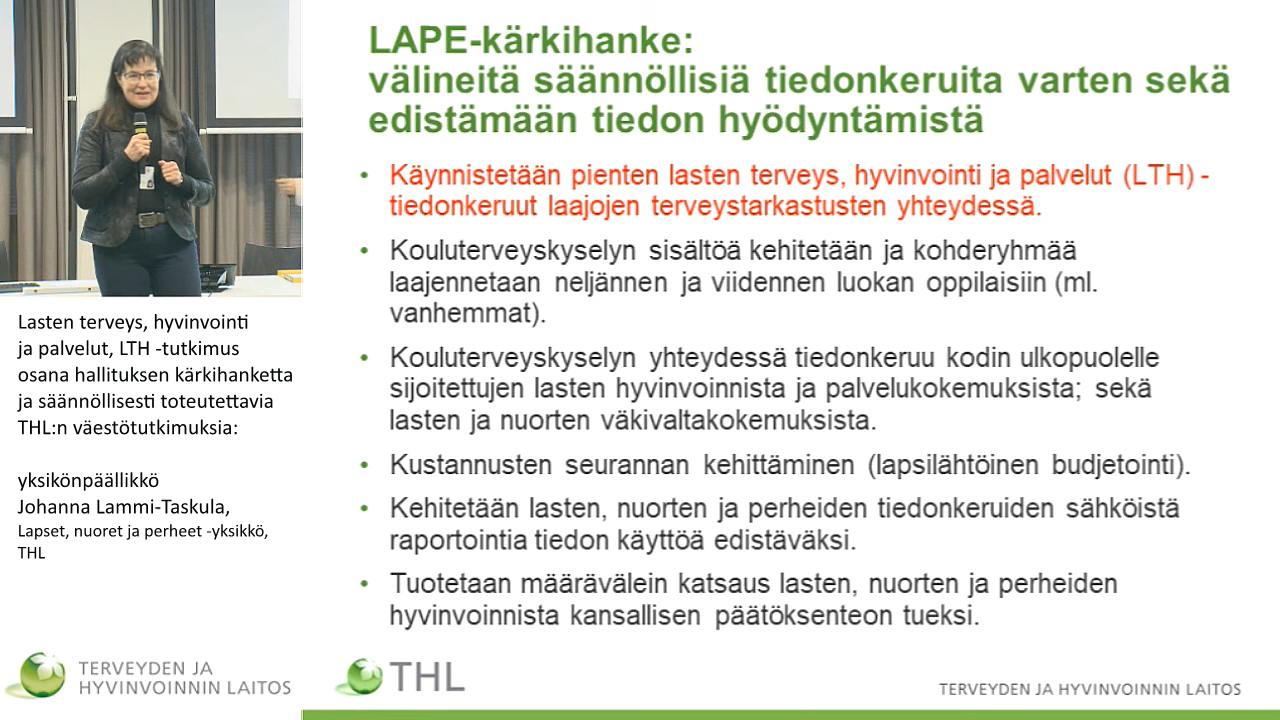 Lasten terveys, hyvinvointi
ja palvelut, LTH -tutkimus
osana hallituksen kärkihanketta
ja säännöllisesti toteutettavia
THL:n väestötutkimuksia:
yksikönpäällikkö
Johanna Lammi-Taskula,
Lapset, nuoret ja perheet -yksikkö,
THL
TERVEYDEN JA
HYVINVOINNIN LAITOS
LAPE-kärkihanke:
välineitä säännöllisiä tiedonkeruita varten sekä
edistämään tiedon hyödyntämistä
• Käynnistetään pienten lasten terveys, hyvinvointi ja palvelut (LTH) -
tiedonkeruut laajojen terveystarkastusten yhteydessä.
• Kouluterveyskyselyn sisältöä kehitetään ja kohderyhmää
laajennetaan neljännen ja viidennen luokan oppilaisiin (ml.
vanhemmat).
• Kouluterveyskyselyn yhteydessä tiedonkeruu kodin ulkopuolelle
sijoitettujen lasten hyvinvoinnista ja palvelukokemuksista; sekä
lasten ja nuorten väkivaltakokemuksista.
• Kustannusten seurannan kehittäminen (lapsilähtöinen budjetointi).
• Kehitetään lasten, nuorten ja perheiden tiedonkeruiden sähköistä
raportointia tiedon käyttöä edistäväksi.
• Tuotetaan määrävälein katsaus lasten, nuorten ja perheiden
hyvinvoinnista kansallisen päätöksenteon tueksi.
THL
TERVEYDEN JA HYVINVOINNIN LAITOS